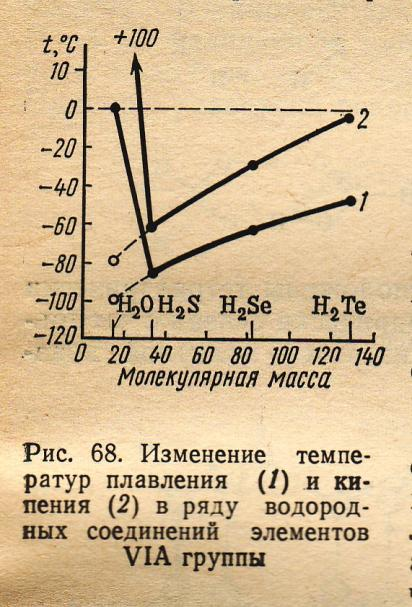 t,°C
+100
10
0
−20
−40
−60
−80
−100
−120
2
1
H₂O H₂S H₂Se H₂Te
0 20 40 60 80 100 120 140
Молекулярная масса
Рис. 68. Изменение темпе-
ратур плавления (1) и ки-
пения (2) в ряду водород-
ных соединений элементов
VIA группы